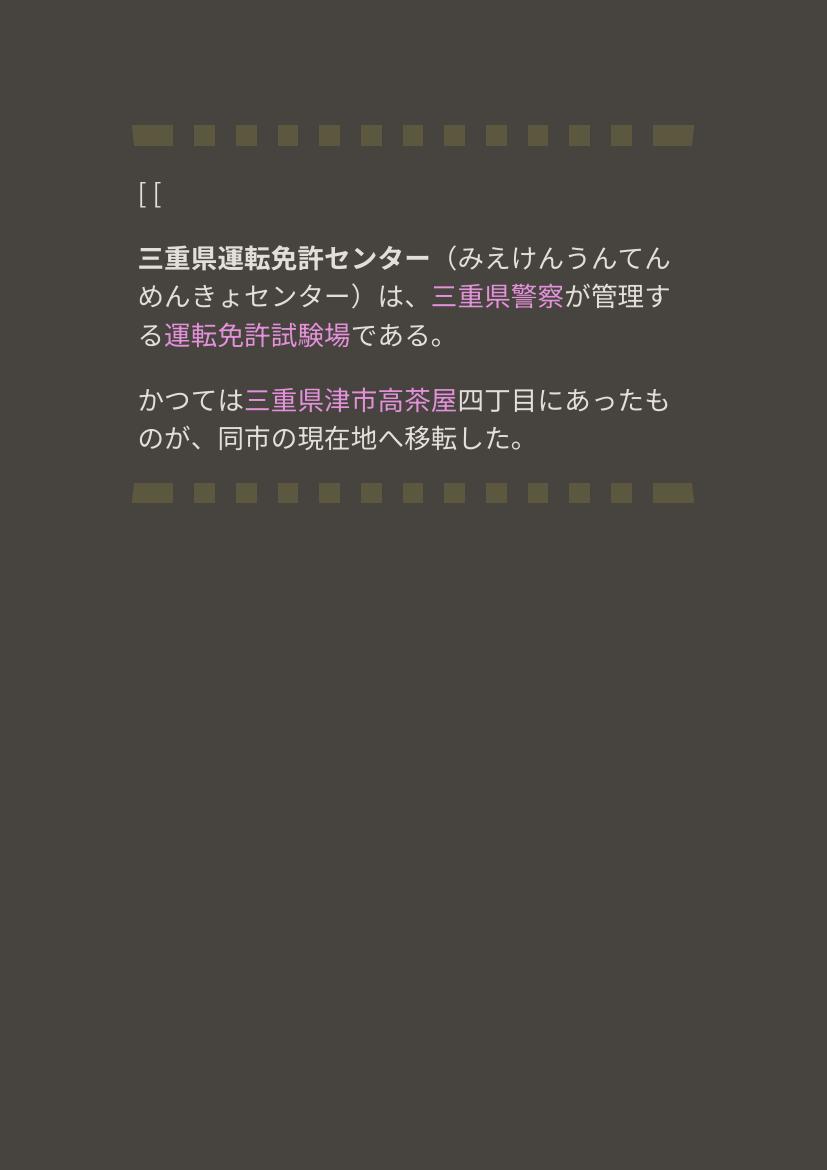 [ [
三重県運転免許センター（みえけんうんてん
めんきょセンター）は、三重県警察が管理す
る運転免許試験場である。
かつては三重県津市高茶屋四丁目にあったも
のが、同市の現在地へ移転した。